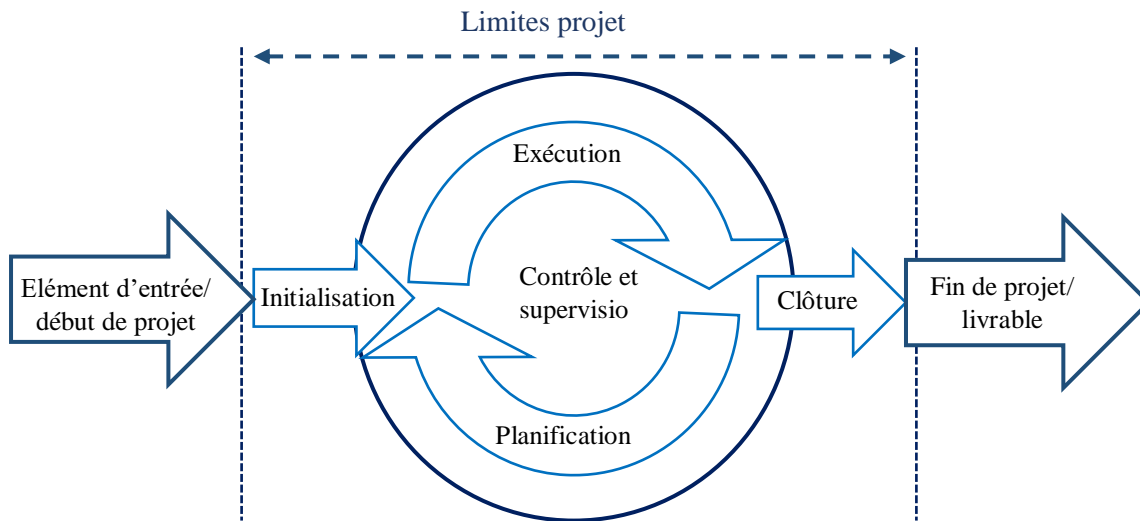 Limites projet
Exécution
Elément d’entrée/
début de projet
Initialisation
Contrôle et
supervisio
Clôture
Fin de projet/
livrable
Planification